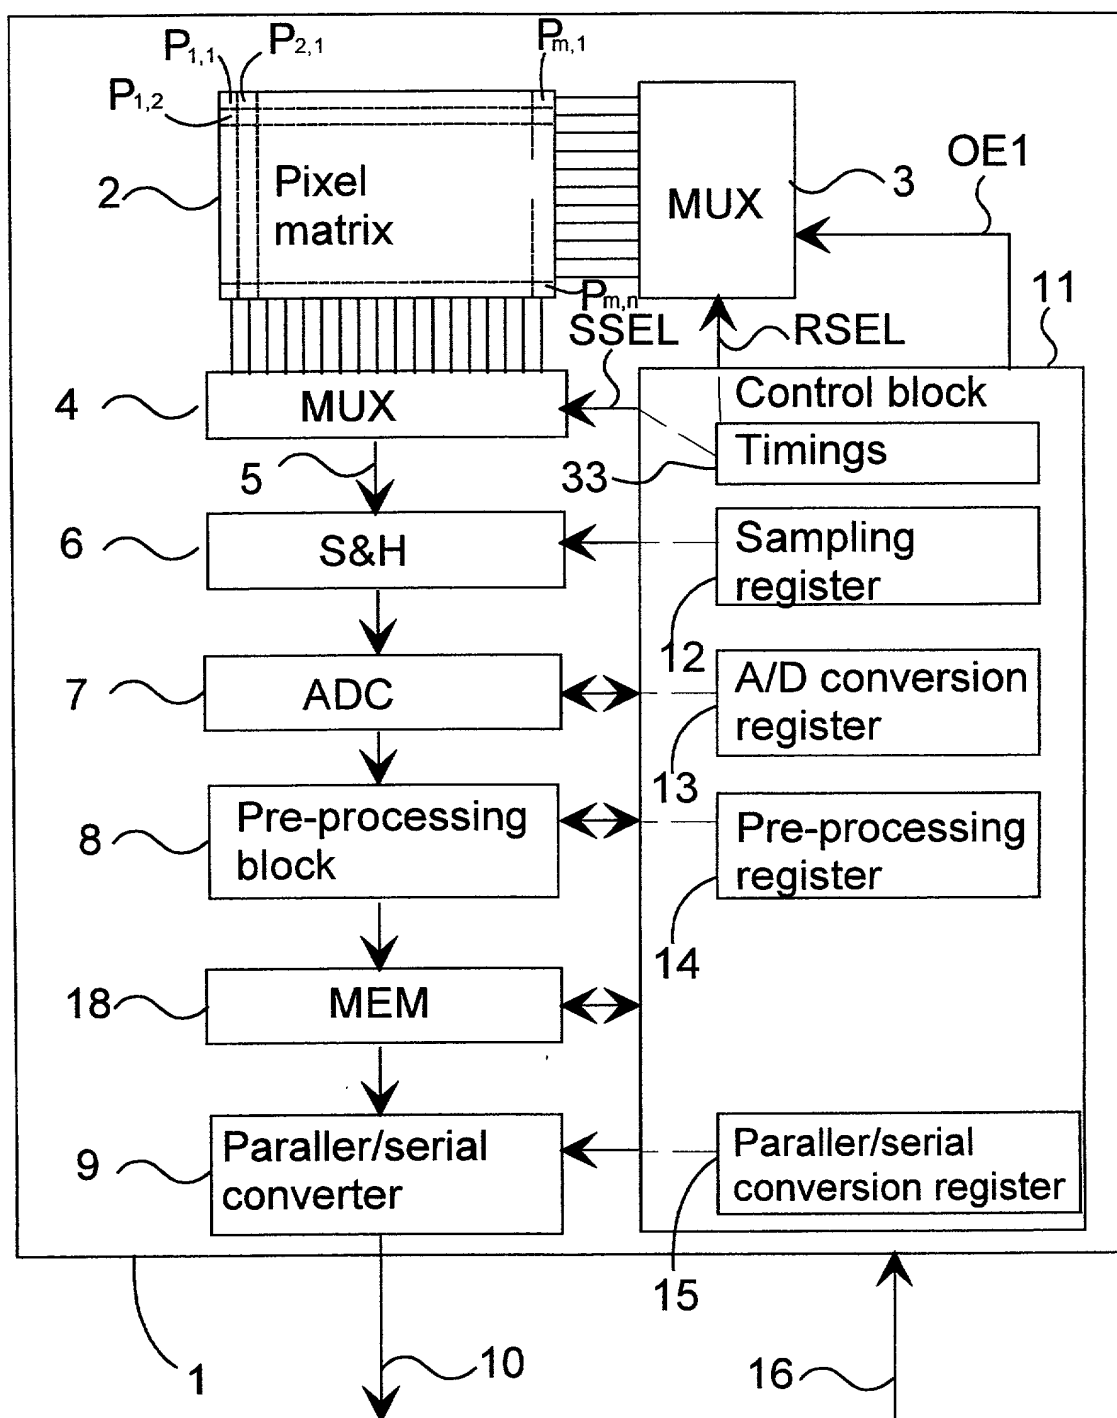 P1,1
P2,1
Pm,1
P1,2
OE1
2
Pixel
matrix
MUX
3
Pm,n
SSEL
RSEL
11
4
MUX
Control block
Timings
5
33
6
S&H
Sampling
register
12
7
ADC
A/D conversion
register
13
8
Pre-processing
block
Pre-processing
register
14
18
MEM
9
Paraller/serial
converter
Paraller/serial
conversion register
15
1
10
16